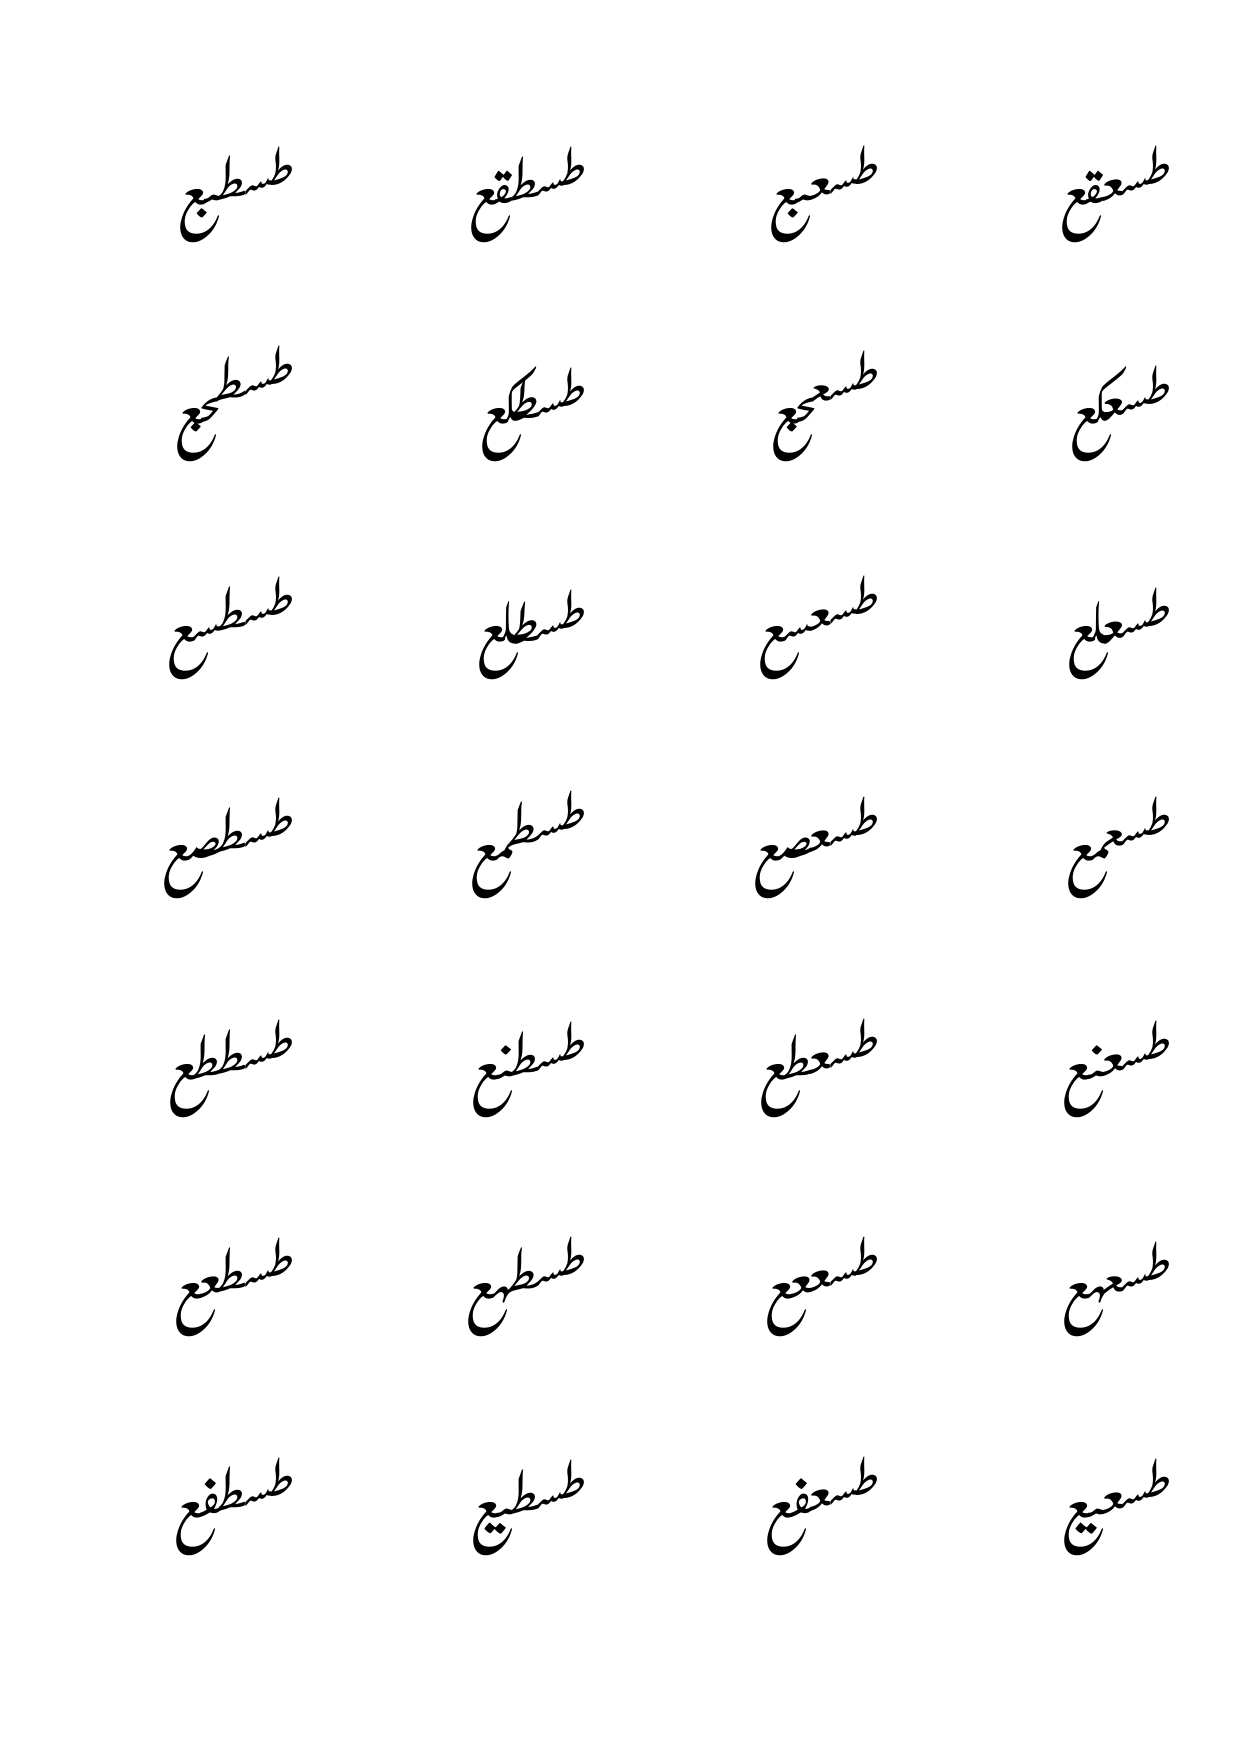 طسعقع طسعبع طسطقع طسطبع
طسعكع طسعجع طسطكع طسطجع
طسعلع طسعسع طسطلع طسطسع
طسعمع طسعصع طسطمع طسطصع
طسعنع طسعطع طسطنع طسططع
طسعهع طسععع طسطهع طسطعع
طسعيع طسعفع طسطيع طسطفع